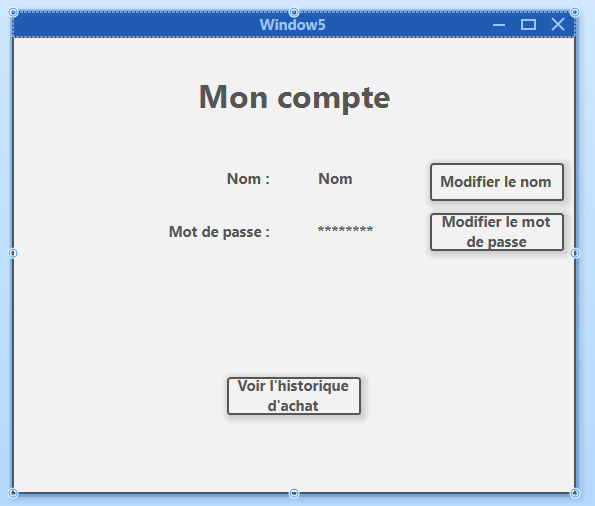 Window5
Mon compte
Nom : Nom Modifier le nom
Mot de passe : ******** Modifier le mot
de passe
Voir l'historique
d'achat